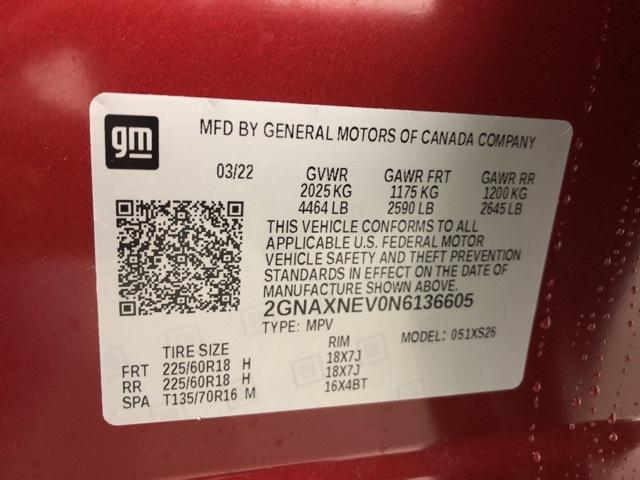 gm
MFD BY GENERAL MOTORS OF CANADA COMPANY
03/22 GVWR GAWR FRT GAWR RR
2025 KG 1175 KG 1200 KG
4464 LB 2590 LB 2645 LB
THIS VEHICLE CONFORMS TO ALL
APPLICABLE U.S. FEDERAL MOTOR
VEHICLE SAFETY AND THEFT PREVENTION
STANDARDS IN EFFECT ON THE DATE OF
MANUFACTURE SHOWN ABOVE.
2GNAXNEV0N6136605
TYPE: MPV MODEL: 051XS26
TIRE SIZE RIM
FRT 225/60R18 H 18X7J
RR 225/60R18 H 18X7J
SPA T135/70R16 M 16X4BT